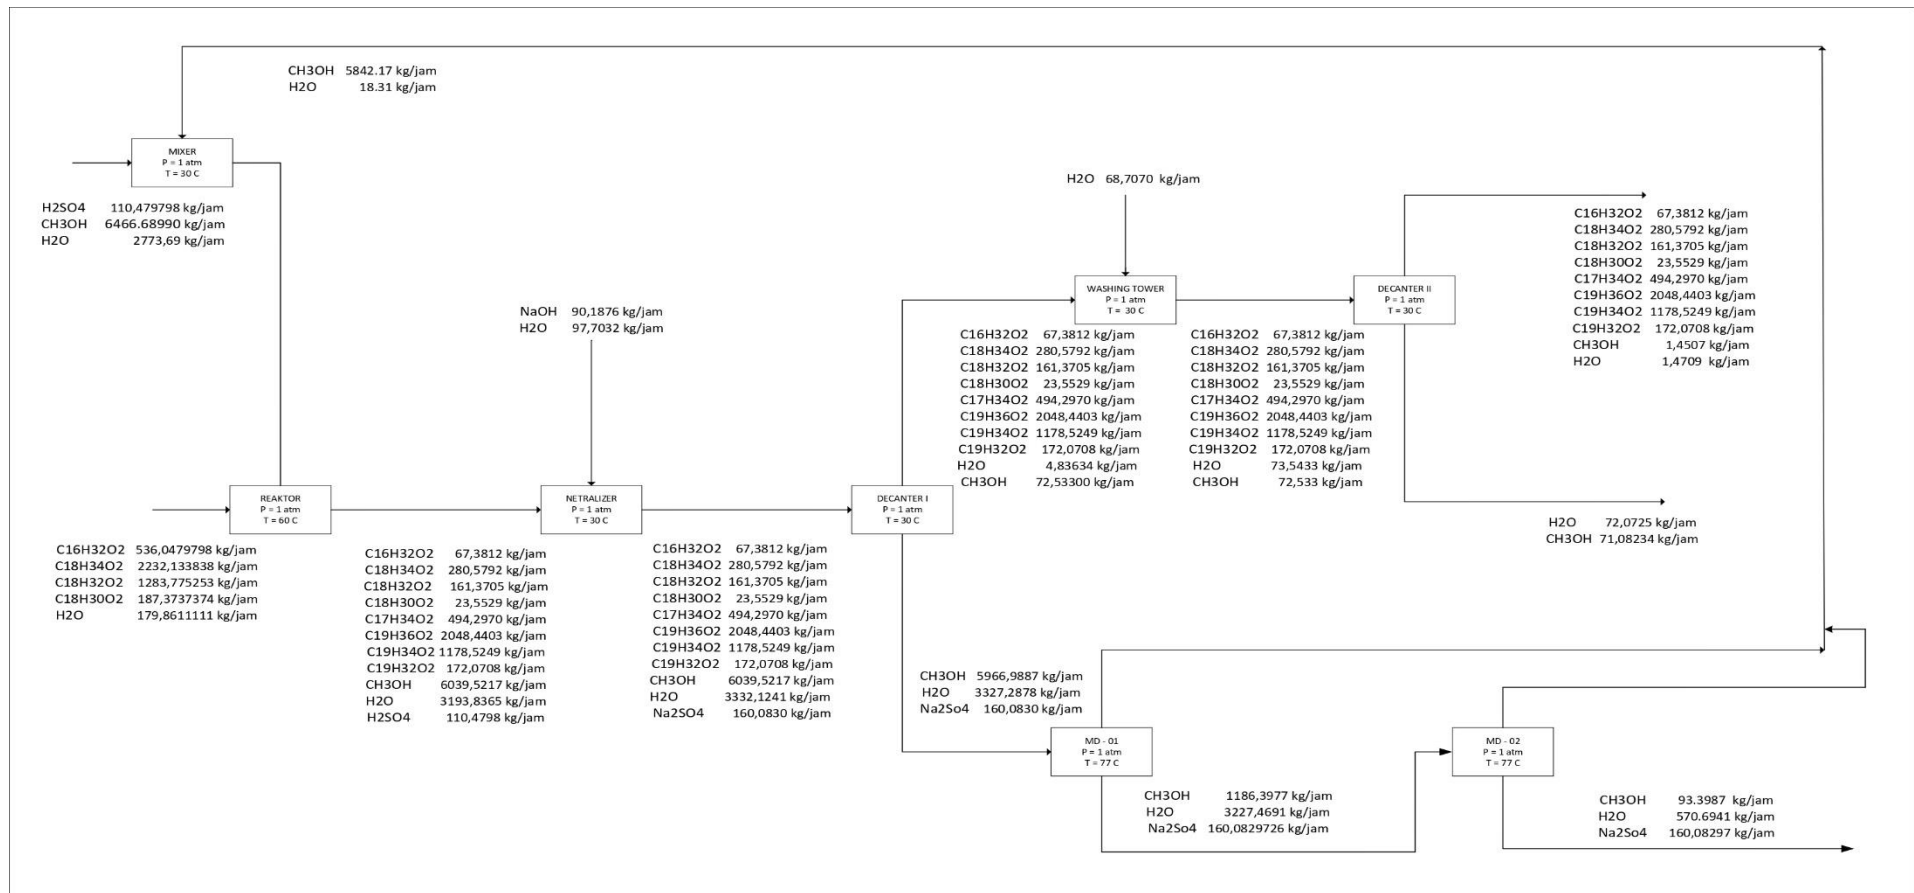 CH3OH 5842.17 kg/jam
H2O 18.31 kg/jam
MIXER
P = 1 atm
T = 30 C
H2SO4 110,479798 kg/jam
CH3OH 6466.68990 kg/jam
H2O 2773,69 kg/jam
H2O 68,7070 kg/jam
C16H32O2 67,3812 kg/jam
C18H34O2 280,5792 kg/jam
C18H32O2 161,3705 kg/jam
C18H30O2 23,5529 kg/jam
C17H34O2 494,2970 kg/jam
C19H36O2 2048,4403 kg/jam
C19H34O2 1178,5249 kg/jam
C19H32O2 172,0708 kg/jam
CH3OH 1,4507 kg/jam
H2O 1,4709 kg/jam
WASHING TOWER
P = 1 atm
T = 30 C
DECANTER II
P = 1 atm
T = 30 C
NaOH 90,1876 kg/jam
H2O 97,7032 kg/jam
C16H32O2 67,3812 kg/jam
C18H34O2 280,5792 kg/jam
C18H32O2 161,3705 kg/jam
C18H30O2 23,5529 kg/jam
C17H34O2 494,2970 kg/jam
C19H36O2 2048,4403 kg/jam
C19H34O2 1178,5249 kg/jam
C19H32O2 172,0708 kg/jam
H2O 4,83634 kg/jam
CH3OH 72,53300 kg/jam
C16H32O2 67,3812 kg/jam
C18H34O2 280,5792 kg/jam
C18H32O2 161,3705 kg/jam
C18H30O2 23,5529 kg/jam
C17H34O2 494,2970 kg/jam
C19H36O2 2048,4403 kg/jam
C19H34O2 1178,5249 kg/jam
C19H32O2 172,0708 kg/jam
H2O 73,5433 kg/jam
CH3OH 72,533 kg/jam
REAKTOR
P = 1 atm
T = 60 C
NETRALIZER
P = 1 atm
T = 30 C
DECANTER I
P = 1 atm
T = 30 C
H2O 72,0725 kg/jam
CH3OH 71,08234 kg/jam
C16H32O2 536,0479798 kg/jam
C18H34O2 2232,133838 kg/jam
C18H32O2 1283,775253 kg/jam
C18H30O2 187,3737374 kg/jam
H2O 179,8611111 kg/jam
C16H32O2 67,3812 kg/jam
C18H34O2 280,5792 kg/jam
C18H32O2 161,3705 kg/jam
C18H30O2 23,5529 kg/jam
C17H34O2 494,2970 kg/jam
C19H36O2 2048,4403 kg/jam
C19H34O2 1178,5249 kg/jam
C19H32O2 172,0708 kg/jam
CH3OH 6039,5217 kg/jam
H2O 3193,8365 kg/jam
H2SO4 110,4798 kg/jam
C16H32O2 67,3812 kg/jam
C18H34O2 280,5792 kg/jam
C18H32O2 161,3705 kg/jam
C18H30O2 23,5529 kg/jam
C17H34O2 494,2970 kg/jam
C19H36O2 2048,4403 kg/jam
C19H34O2 1178,5249 kg/jam
C19H32O2 172,0708 kg/jam
CH3OH 6039,5217 kg/jam
H2O 3332,1241 kg/jam
Na2SO4 160,0830 kg/jam
CH3OH 5966,9887 kg/jam
H2O 3327,2878 kg/jam
Na2So4 160,0830 kg/jam
MD - 01
P = 1 atm
T = 77 C
MD - 02
P = 1 atm
T = 77 C
CH3OH 1186,3977 kg/jam
H2O 3227,4691 kg/jam
Na2So4 160,0829726 kg/jam
CH3OH 93.3987 kg/jam
H2O 570.6941 kg/jam
Na2So4 160,08297 kg/jam